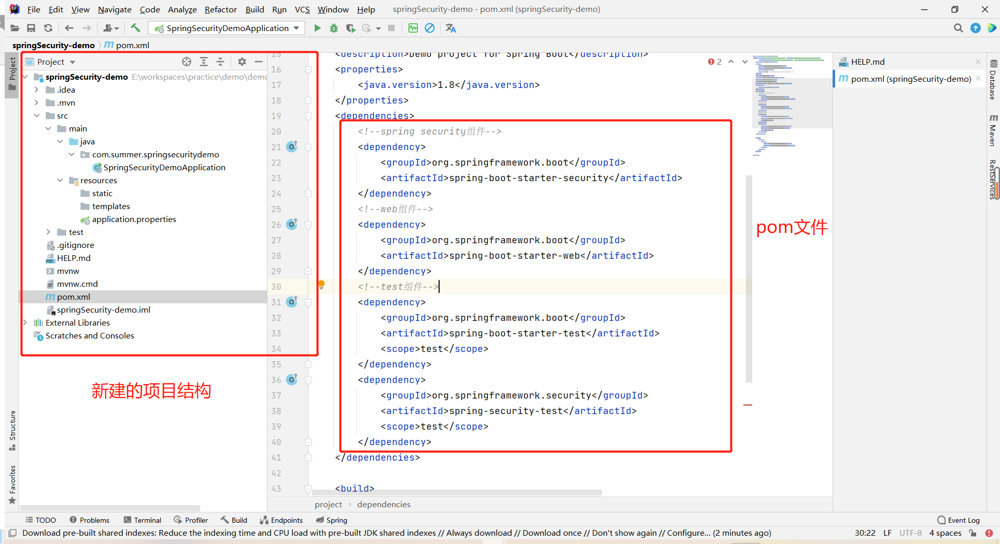 File Edit View Navigate Code Analyze Refactor Build Run VCS Window Help springSecurity-demo - pom.xml (springSecurity-demo)
SpringSecurityDemoApplication
springSecurity-demo pom.xml
Project
springSecurity-demo E:\workspaces\practice\demo\demo
.idea
.mvn
src
main
java
com.summer.springsecuritydemo
SpringSecurityDemoApplication
resources
static
templates
application.properties
test
.gitignore
HELP.md
mvnw
mvnw.cmd
pom.xml
springSecurity-demo.iml
External Libraries
Scratches and Consoles
新建的项目结构
Project
Structure
Favorites
15 <description>Demo project for Spring Boot</description>
16 <properties>
17 <java.version>1.8</java.version>
18 </properties>
19 <dependencies>
20 <!--spring security组件-->
21 <dependency>
22 <groupId>org.springframework.boot</groupId>
23 <artifactId>spring-boot-starter-security</artifactId>
24 </dependency>
25 <!--web组件-->
26 <dependency>
27 <groupId>org.springframework.boot</groupId>
28 <artifactId>spring-boot-starter-web</artifactId>
29 </dependency>
30 <!--test组件-->
31 <dependency>
32 <groupId>org.springframework.boot</groupId>
33 <artifactId>spring-boot-starter-test</artifactId>
34 <scope>test</scope>
35 </dependency>
36 <dependency>
37 <groupId>org.springframework.security</groupId>
38 <artifactId>spring-security-test</artifactId>
39 <scope>test</scope>
40 </dependency>
41 </dependencies>
42
43 <build>
project › dependencies
2
pom文件
HELP.md
pom.xml (springSecurity-demo)
Database
Maven
RestServices
TODO Problems Terminal Profiler Build Endpoints Spring Event Log
Download pre-built shared indexes: Reduce the indexing time and CPU load with pre-built JDK shared indexes // Always download // Download once // Don't show again // Configure... (2 minutes ago) 30:22 LF UTF-8 4 spaces